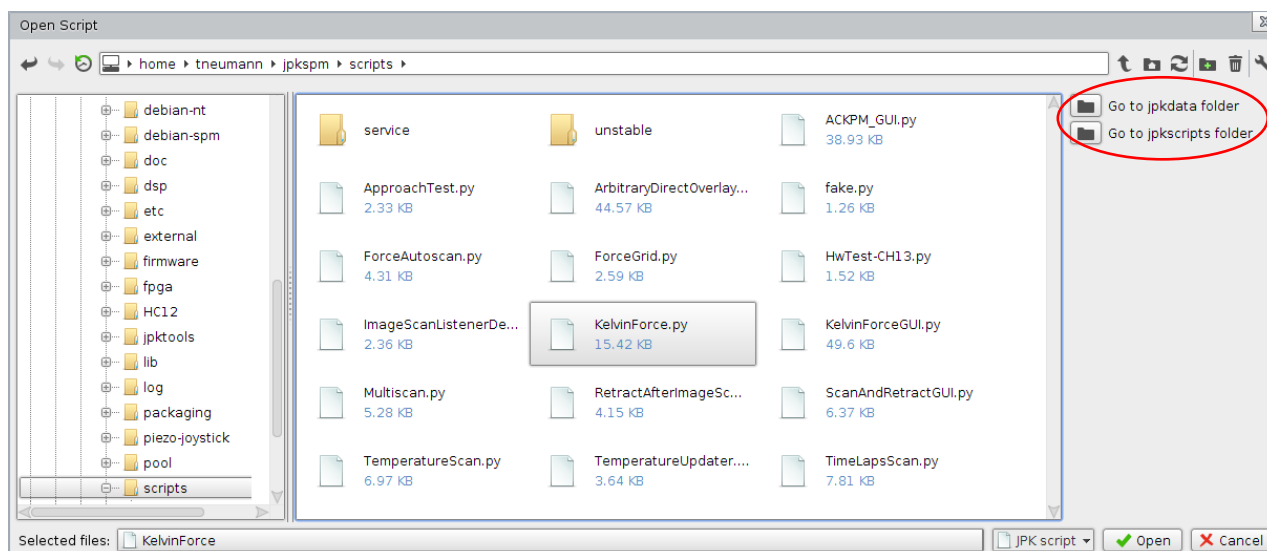 Open Script
home tneumann jpkspm scripts
debian-nt
debian-spm
doc
dsp
etc
external
firmware
fpga
HC12
jpktools
lib
log
packaging
piezo-joystick
pool
scripts
service
unstable
ACKPM_GUI.py
38.93 KB
ApproachTest.py
2.33 KB
ArbitraryDirectOverlay...
44.57 KB
fake.py
1.26 KB
ForceAutoscan.py
4.31 KB
ForceGrid.py
2.59 KB
HwTest-CH13.py
1.52 KB
ImageScanListenerDe...
2.36 KB
KelvinForce.py
15.42 KB
KelvinForceGUI.py
49.6 KB
Multiscan.py
5.28 KB
RetractAfterImageSc...
4.15 KB
ScanAndRetractGUI.py
6.37 KB
TemperatureScan.py
6.97 KB
TemperatureUpdater....
3.64 KB
TimeLapsScan.py
7.81 KB
Go to jpkdata folder
Go to jpkscripts folder
Selected files: KelvinForce
JPK script
Open
Cancel